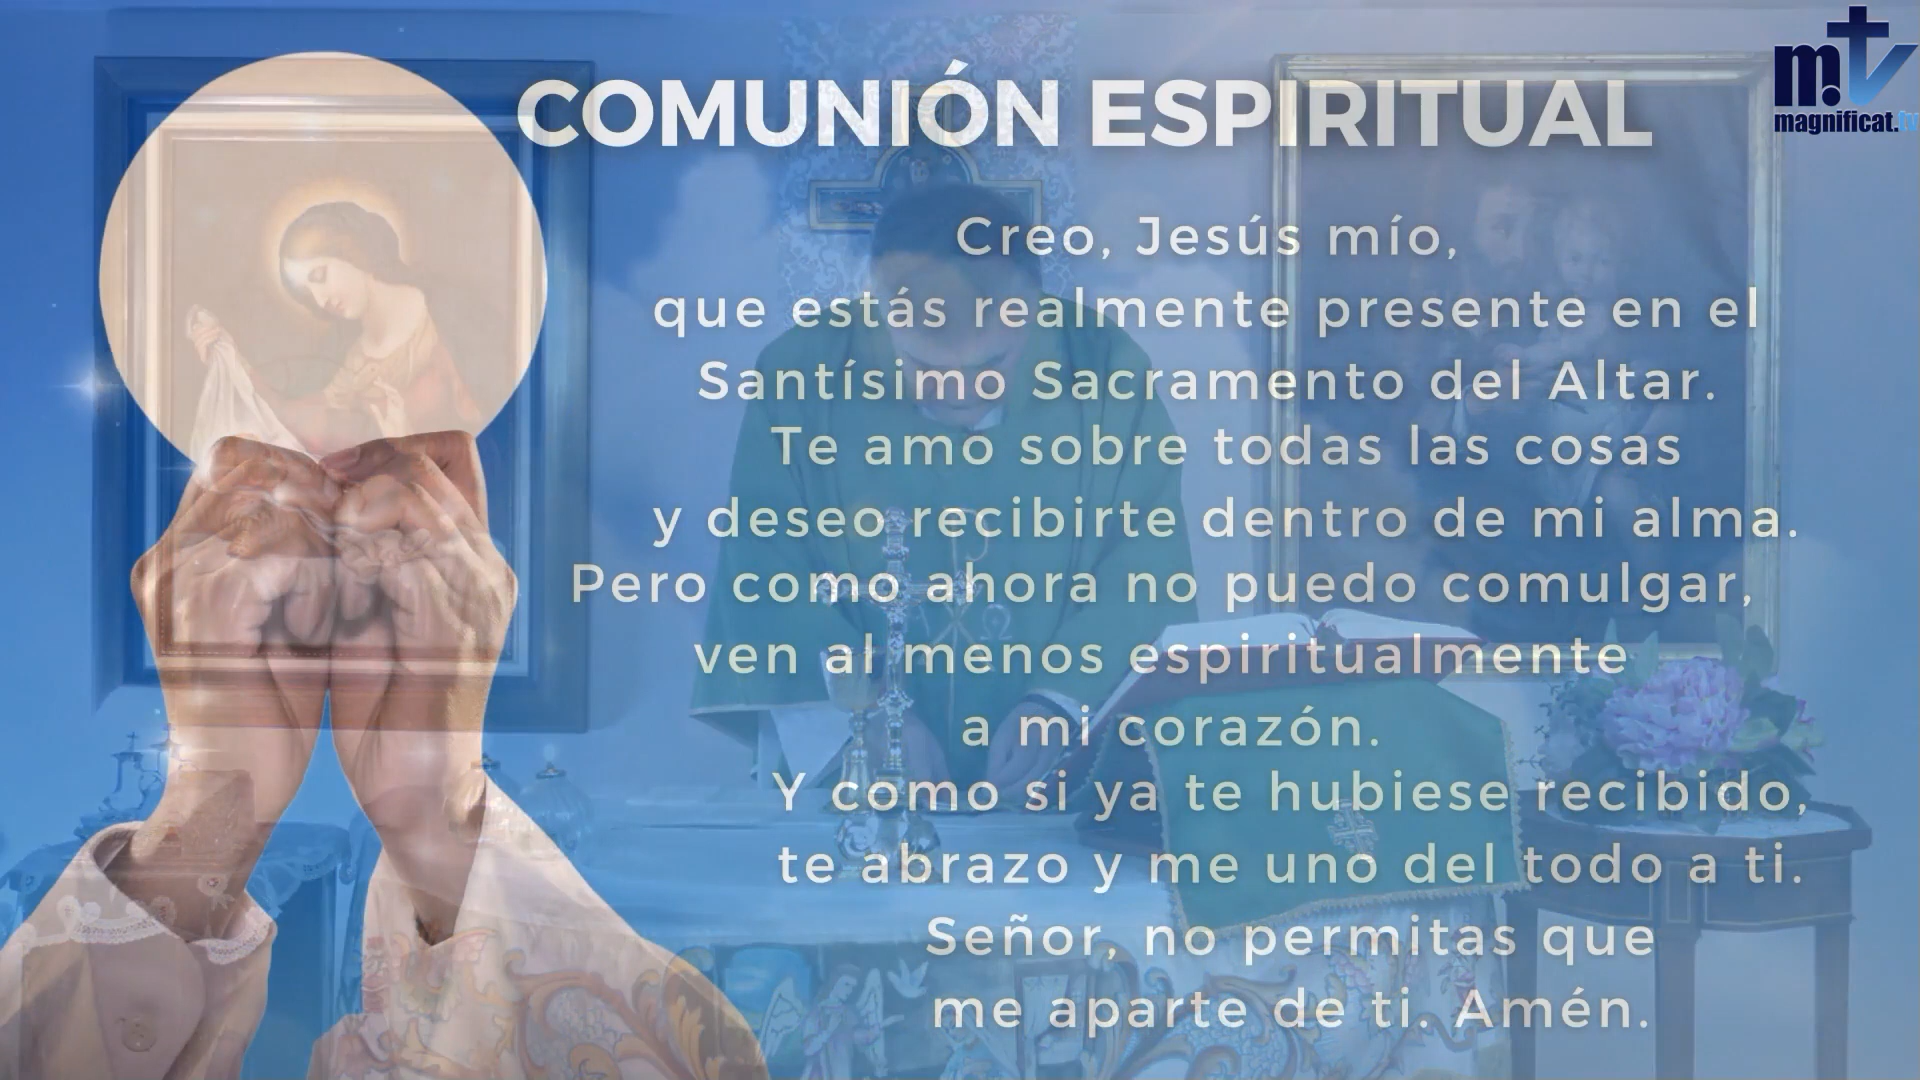 COMUNIÓN ESPIRITUAL
m.tv
magnificat.tv
Creo, Jesús mío,
que estás realmente presente en el
Santísimo Sacramento del Altar.
Te amo sobre todas las cosas
y deseo recibirte dentro de mi alma.
Pero como ahora no puedo comulgar,
ven al menos espiritualmente
a mi corazón.
Y como si ya te hubiese recibido,
te abrazo y me uno del todo a ti.
Señor, no permitas que
me aparte de ti. Amén.